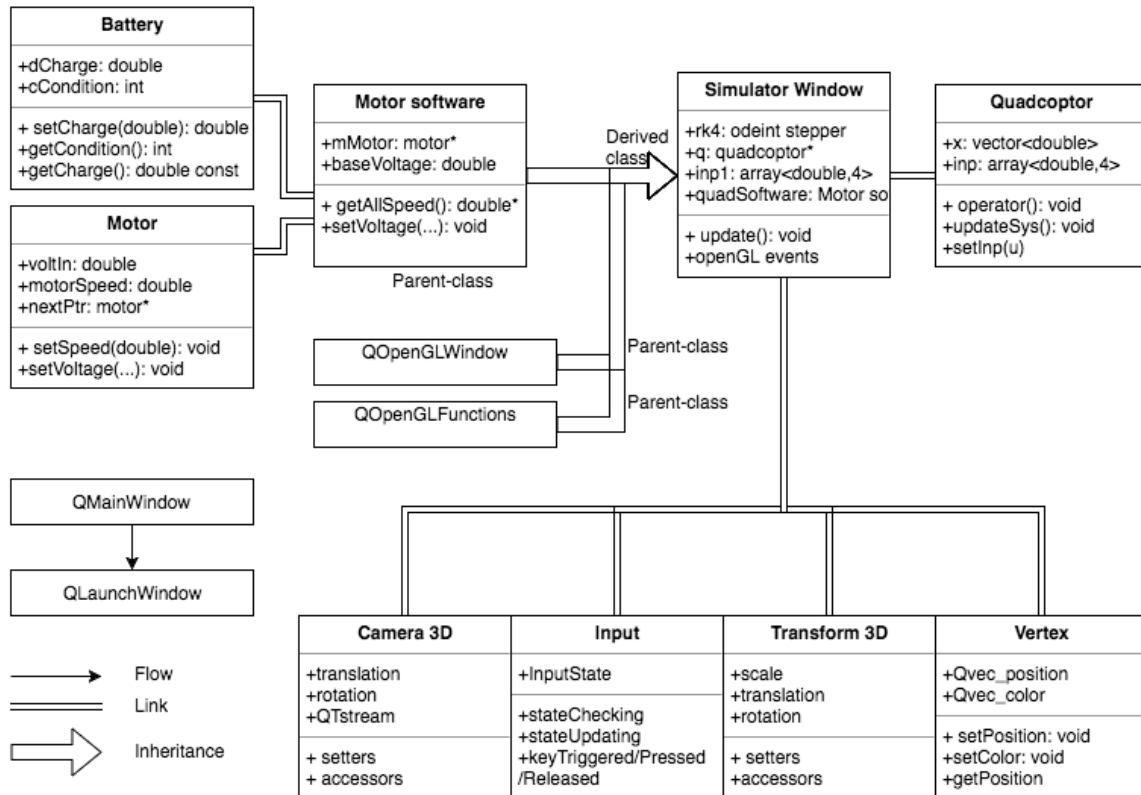 Battery
+dCharge: double
+cCondition: int
+ setCharge(double): double
+getCondition(): int
+getCharge(): double const
Motor
+voltIn: double
+motorSpeed: double
+nextPtr: motor*
+ setSpeed(double): void
+setVoltage(...): void
Motor software
+mMotor: motor*
+baseVoltage: double
+ getAllSpeed(): double*
+setVoltage(...): void
Parent-class
Derived
class
Simulator Window
+rk4: odeint stepper
+q: quadcoptor*
+inp1: array<double,4>
+quadSoftware: Motor so
+ update(): void
+openGL events
Quadcoptor
+x: vector<double>
+inp: array<double,4>
+ operator(): void
+updateSys(): void
+setInp(u)
QOpenGLWindow
Parent-class
QOpenGLFunctions
Parent-class
QMainWindow
QLaunchWindow
Flow
Link
Inheritance
Camera 3D
+translation
+rotation
+QTstream
+ setters
+ accessors
Input
+InputState
+stateChecking
+stateUpdating
+keyTriggered/Pressed
/Released
Transform 3D
+scale
+translation
+rotation
+ setters
+accessors
Vertex
+Qvec_position
+Qvec_color
+ setPosition: void
+setColor: void
+getPosition